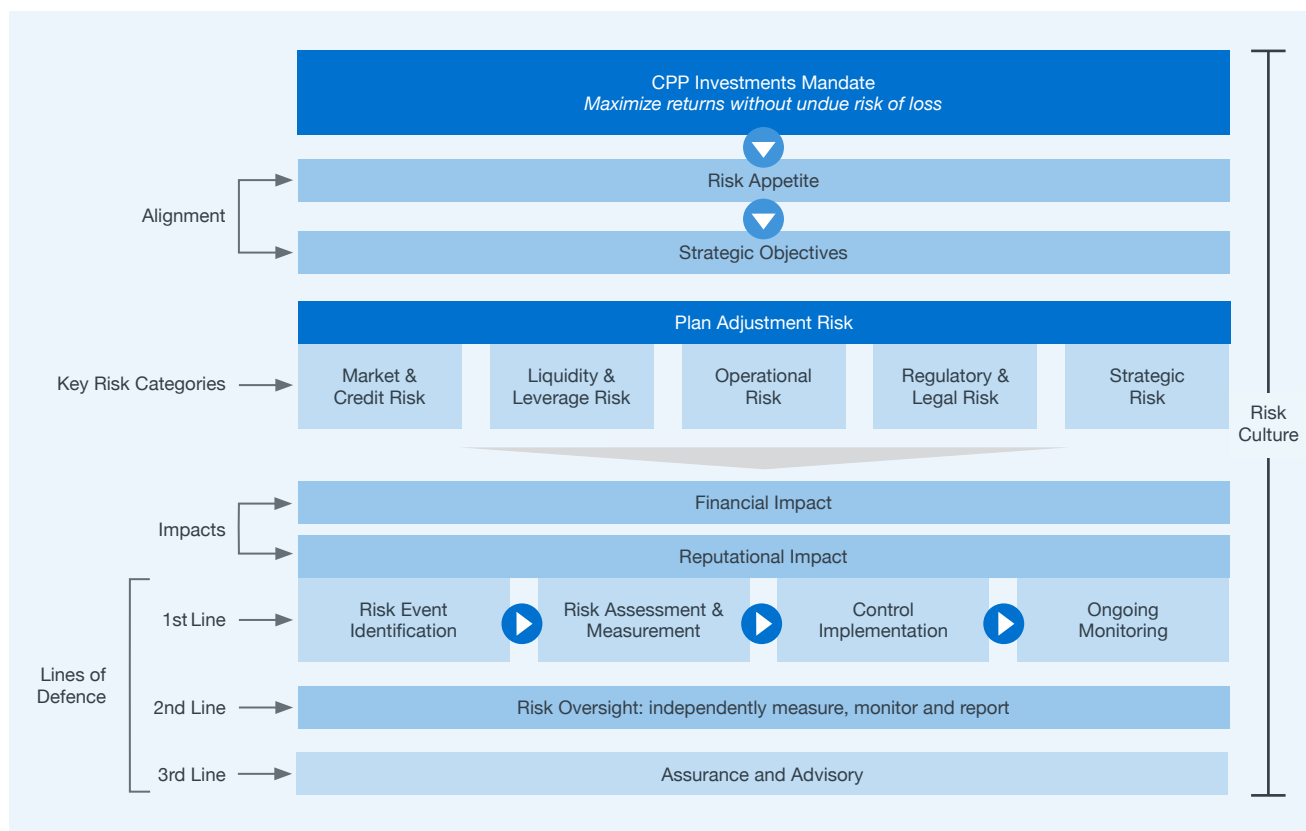 CPP Investments Mandate
Maximize returns without undue risk of loss
Alignment
Risk Appetite
Strategic Objectives
Plan Adjustment Risk
Key Risk Categories
Market &
Credit Risk
Liquidity &
Leverage Risk
Operational
Risk
Regulatory &
Legal Risk
Strategic
Risk
Risk
Culture
Impacts
Financial Impact
Reputational Impact
Lines of
Defence
1st Line
Risk Event
Identification
Risk Assessment &
Measurement
Control
Implementation
Ongoing
Monitoring
2nd Line
Risk Oversight: independently measure, monitor and report
3rd Line
Assurance and Advisory